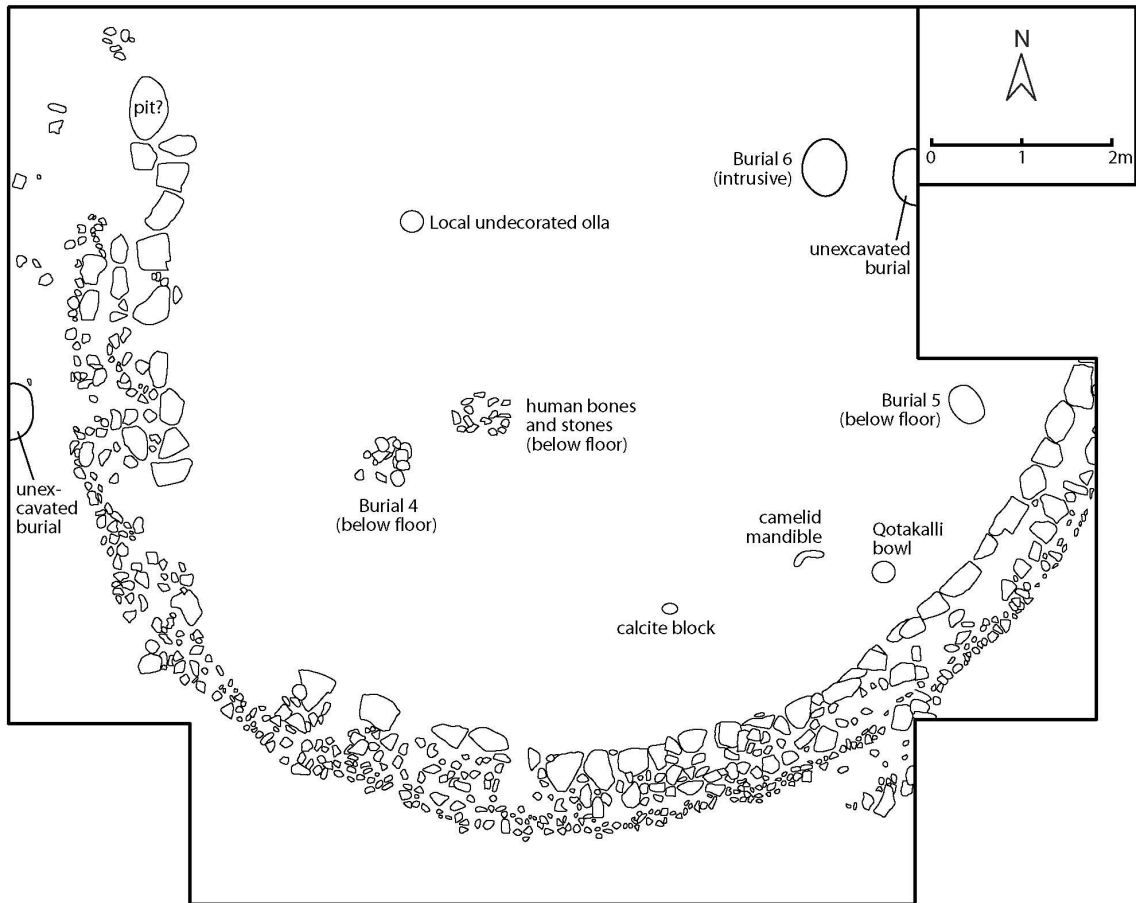 N
0 1 2m
pit?
Burial 6
(intrusive)
Local undecorated olla
unexcavated
burial
human bones
and stones
(below floor)
Burial 5
(below floor)
unex-
cavated
burial
Burial 4
(below floor)
camelid
mandible
Qotakalli
bowl
calcite block